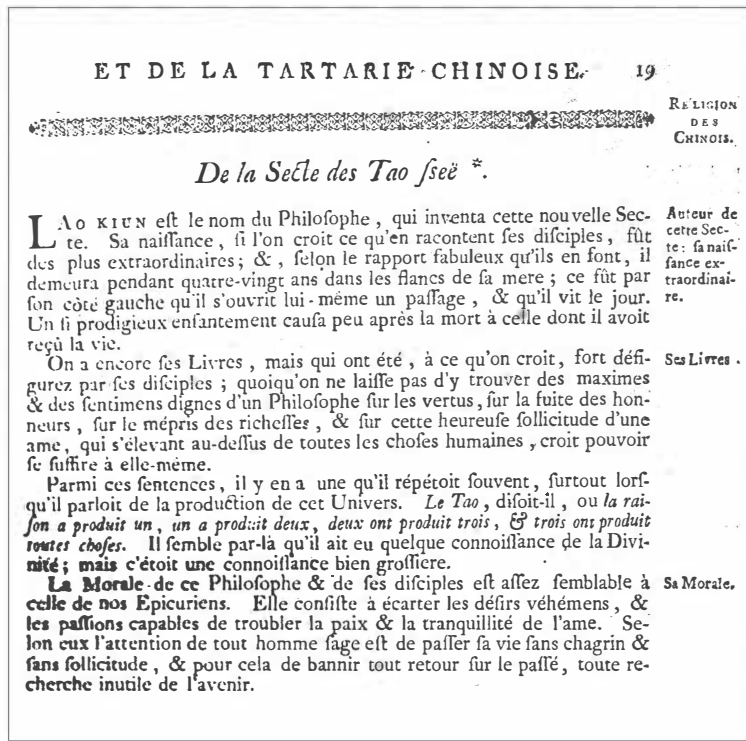 ET DE LA TARTARIE CHINOISE. 19
RELIGION
DES
CHINOIS.
De la Secte des Tao ſseë *.
LAO KIUN eſt le nom du Philoſophe, qui inventa cette nouvelle Sec-
te. Sa naiſſance, ſi l'on croit ce qu'en racontent ſes diſciples, fût
des plus extraordinaires; &, ſelon le rapport fabuleux qu'ils en font, il
demeura pendant quatre-vingt ans dans les flancs de ſa mere; ce fût par
ſon côté gauche qu'il s'ouvrit lui-même un paſſage, & qu'il vit le jour.
Un ſi prodigieux enfantement cauſa peu après la mort à celle dont il avoit
reçû la vie.
Auteur de
cette Sec-
te: ſa naiſ-
ſance ex-
traordinai-
re.
On a encore ſes Livres, mais qui ont été, à ce qu'on croit, fort défi-
gurez par ſes diſciples; quoiqu'on ne laiſſe pas d'y trouver des maximes
& des ſentimens dignes d'un Philoſophe ſur les vertus, ſur la fuite des hon-
neurs, ſur le mépris des richeſſes, & ſur cette heureuſe ſollicitude d'une
ame, qui s'élevant au-deſſus de toutes les choſes humaines, croit pouvoir
ſe ſuffire à elle-même.
Ses Livres.
Parmi ces ſentences, il y en a une qu'il répétoit ſouvent, ſurtout lorſ-
qu'il parloit de la production de cet Univers. Le Tao, diſoit-il, ou la rai-
ſon a produit un, un a produit deux, deux ont produit trois, & trois ont produit
toutes choſes. Il ſemble par-là qu'il ait eu quelque connoiſſance de la Divi-
nité; mais c'étoit une connoiſſance bien groſſiere.
La Morale de ce Philoſophe & de ſes diſciples eſt aſſez ſemblable à
celle de nos Epicuriens. Elle conſiſte à écarter les déſirs véhémens, &
les paſſions capables de troubler la paix & la tranquilité de l'ame. Se-
lon eux l'attention de tout homme ſage eſt de paſſer ſa vie ſans chagrin &
ſans ſollicitude, & pour cela de bannir tout retour ſur le paſſé, toute re-
cherche inutile de l'avenir.
Sa Morale.